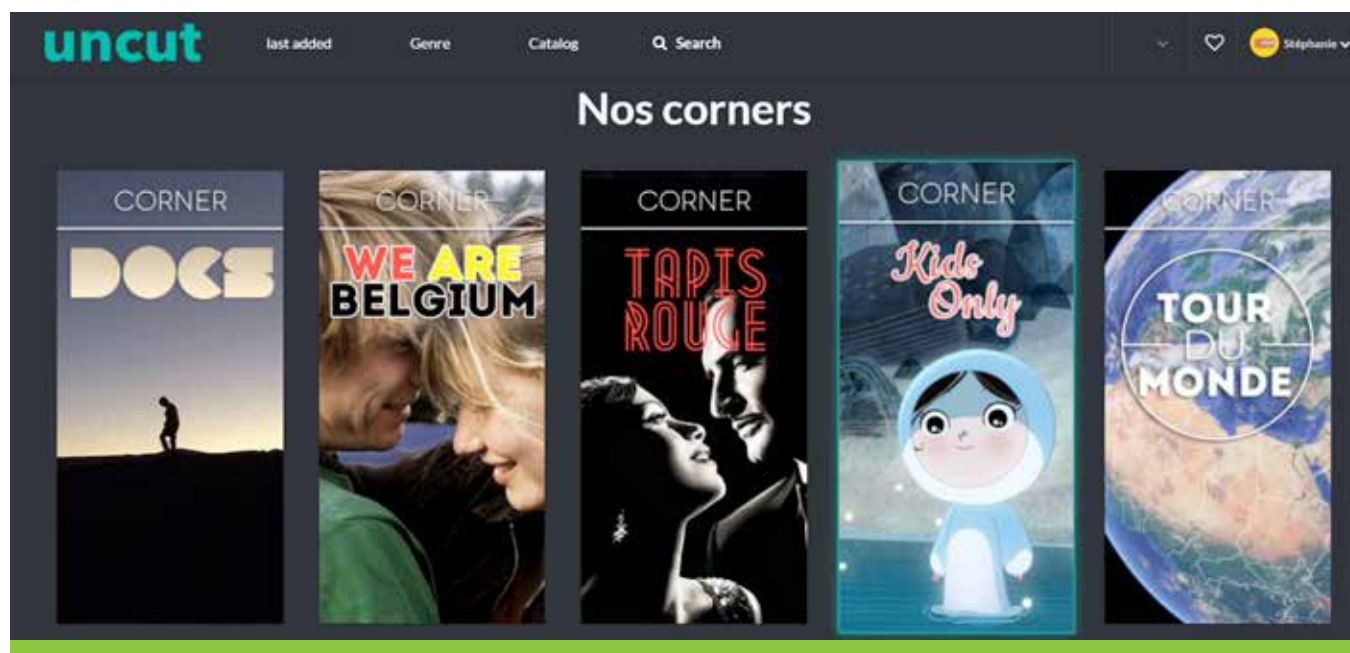 uncut
last added
Genre
Catalog
Search
Stéphanie
Nos corners
CORNER
DOCS
CORNER
WE ARE
BELGIUM
CORNER
TAPIS
ROUGE
CORNER
Kids
Only
CORNER
TOUR
DU
MONDE